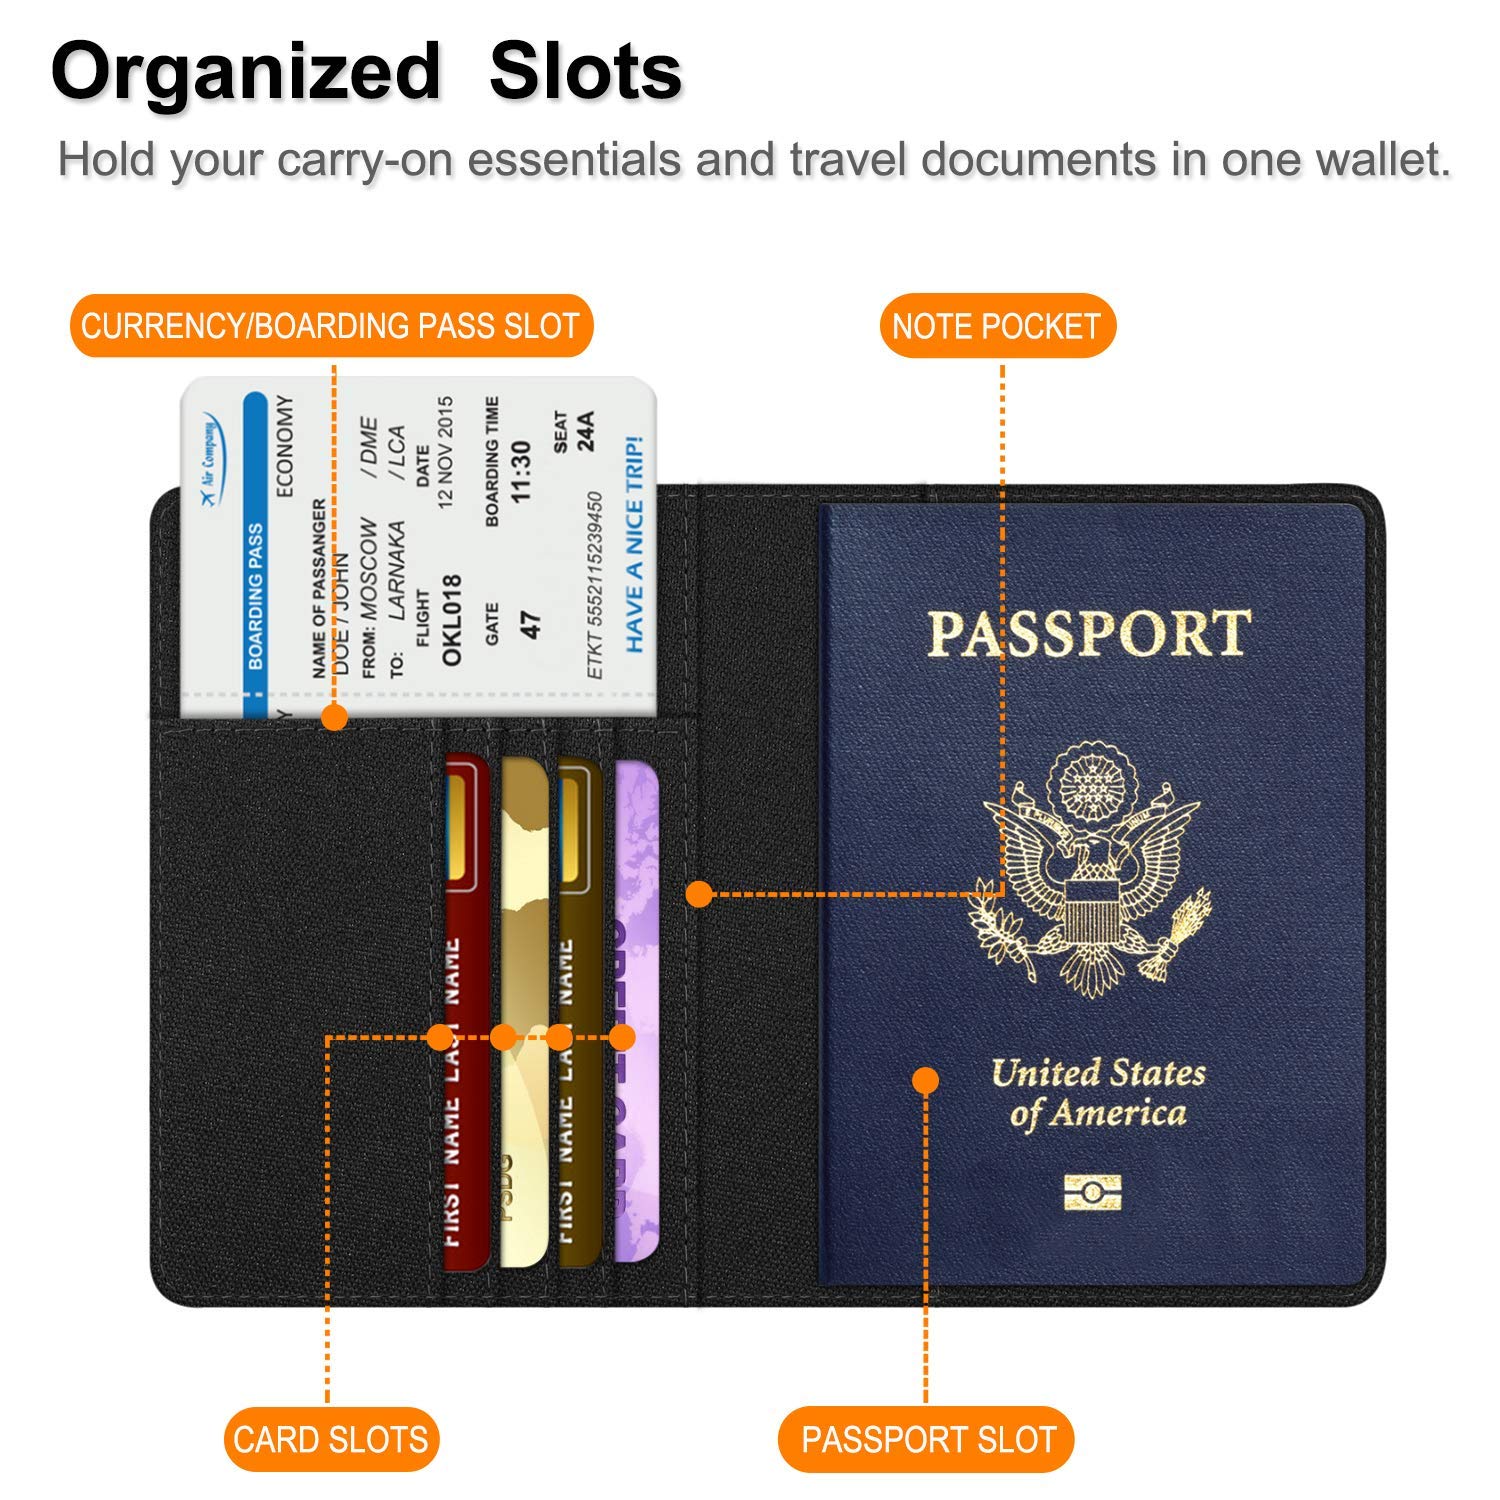 Organized Slots
Hold your carry-on essentials and travel documents in one wallet.
CURRENCY/BOARDING PASS SLOT
NOTE POCKET
Air Company
BOARDING PASS
ECONOMY
NAME OF PASSANGER
DOE / JOHN
FROM: MOSCOW / DME
TO: LARNAKA / LCA
FLIGHT DATE
OKL018 12 NOV 2015
GATE BOARDING TIME
47 11:30
SEAT
24A
ETKT 5552115239450
HAVE A NICE TRIP!
Y
PASSPORT
United States
of America
FIRST NAME LAST NAME
PSDG
FIRST NAME LAST NAME
CREDIT CARD
CARD SLOTS
PASSPORT SLOT